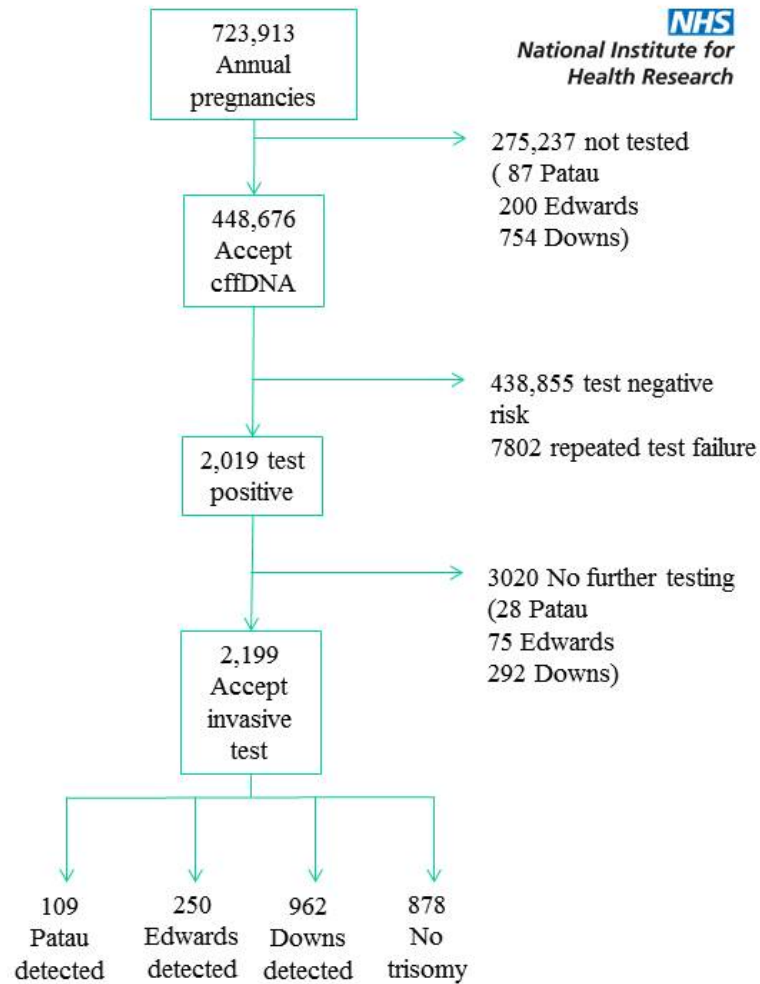 723,913
Annual
pregnancies
NHS
National Institute for
Health Research
275,237 not tested
( 87 Patau
200 Edwards
754 Downs)
448,676
Accept
cffDNA
438,855 test negative
risk
7802 repeated test failure
2,019 test
positive
3020 No further testing
(28 Patau
75 Edwards
292 Downs)
2,199
Accept
invasive
test
109
Patau
detected
250
Edwards
detected
962
Downs
detected
878
No
trisomy